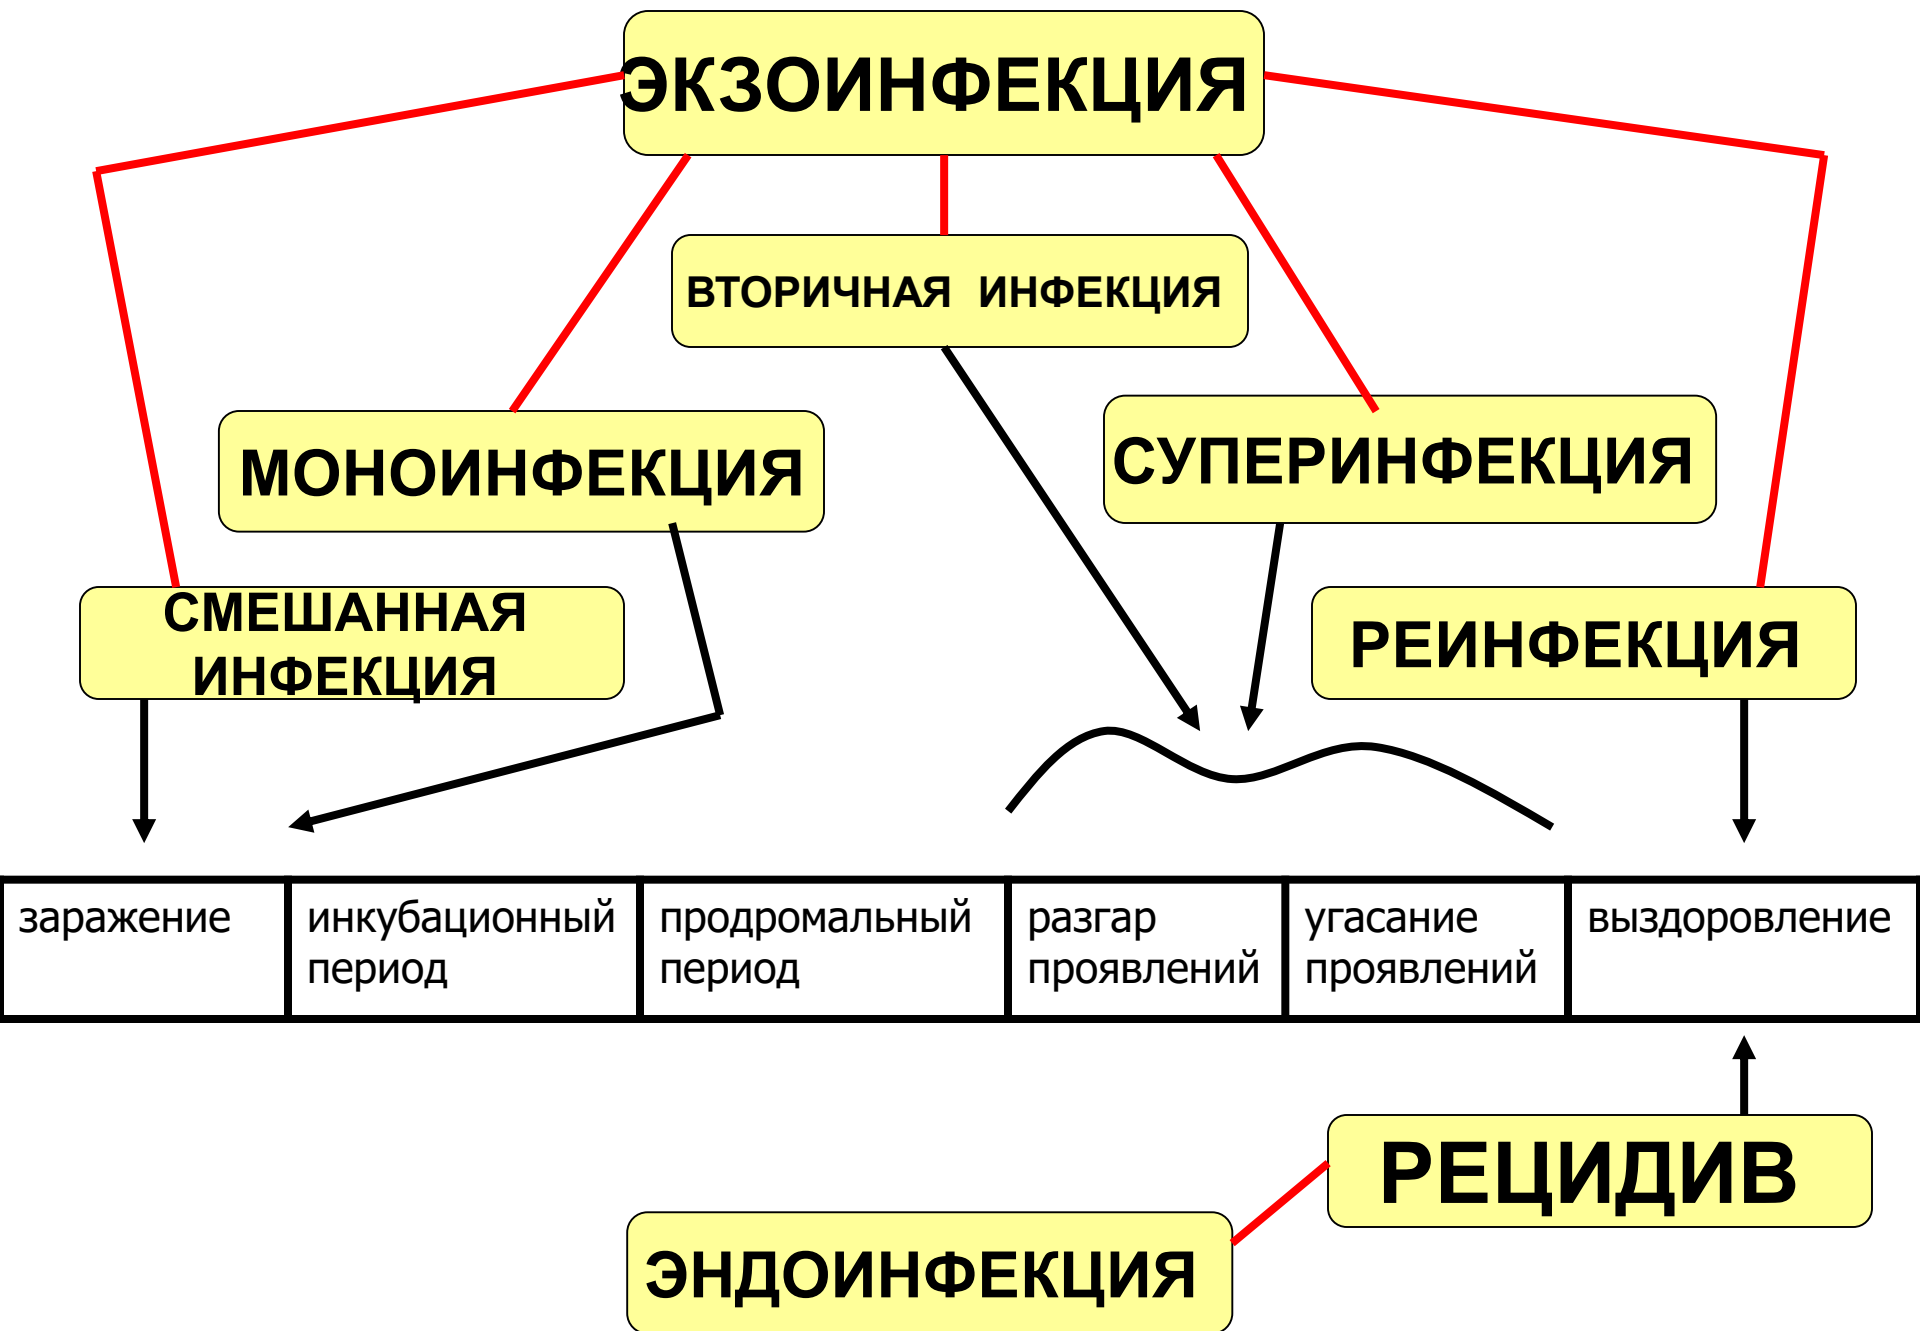 ЭКЗОИНФЕКЦИЯ
ВТОРИЧНАЯ ИНФЕКЦИЯ
МОНОИНФЕКЦИЯ
СУПЕРИНФЕКЦИЯ
СМЕШАННАЯ
ИНФЕКЦИЯ
РЕИНФЕКЦИЯ
заражение
инкубационный
период
продромальный
период
разгар
проявлений
угасание
проявлений
выздоровление
РЕЦИДИВ
ЭНДОИНФЕКЦИЯ